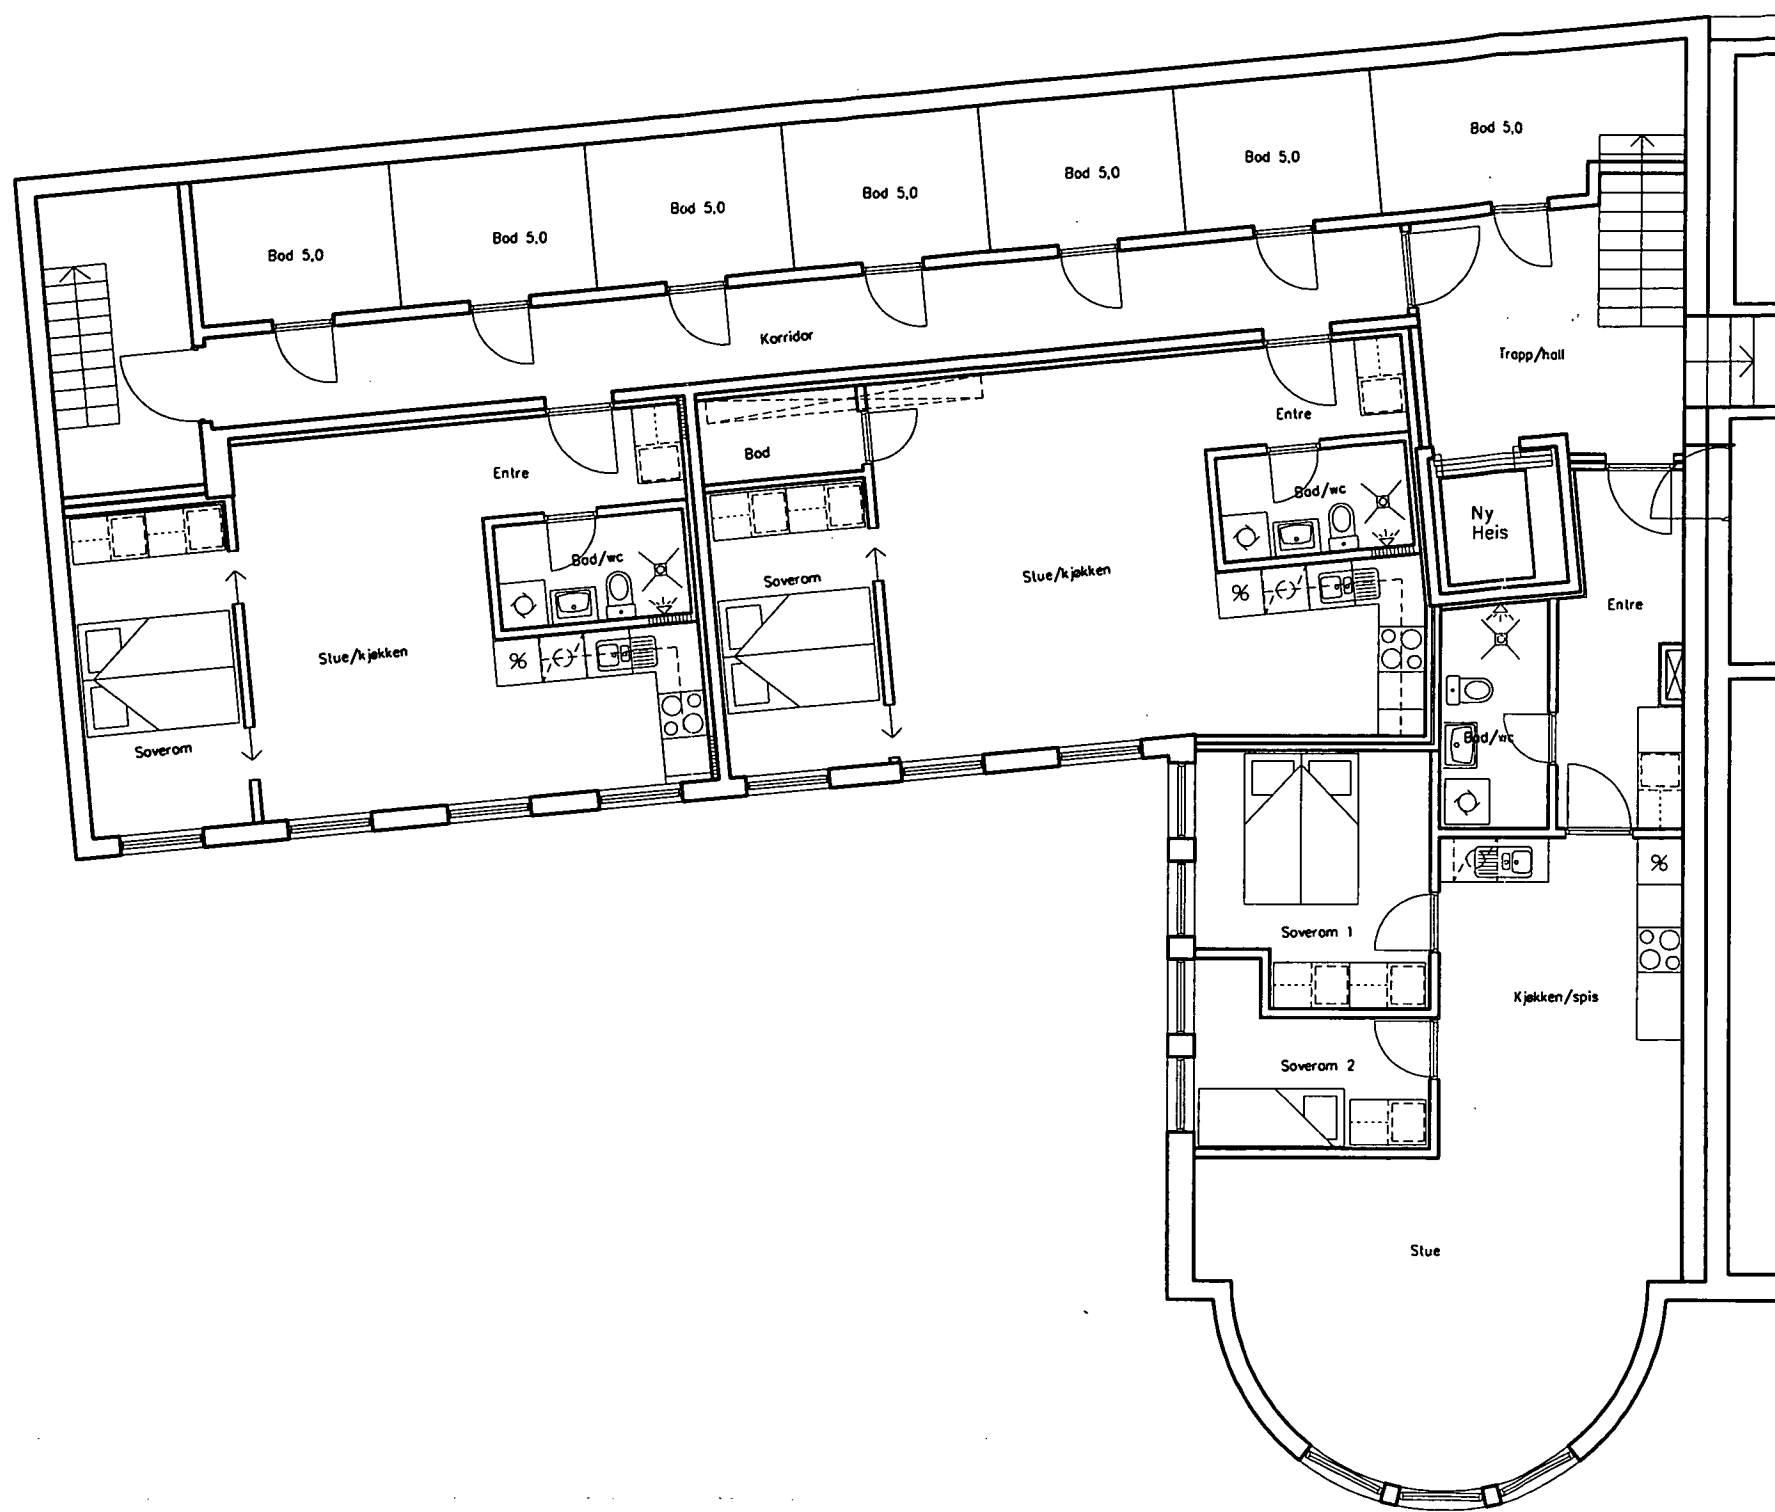 Bod 5,0
Bod 5,0
Bod 5,0
Bod 5,0
Bod 5,0
Bod 5,0
Bod 5,0
Korridor
Trapp/hall
Entre
Entre
Bod
Bad/wc
Ny
Heis
Bad/wc
Soverom
Stue/kjøkken
Entre
Stue/kjøkken
%
%
Soverom
Bad/wc
%
Soverom 1
Kjøkken/spis
Soverom 2
Stue